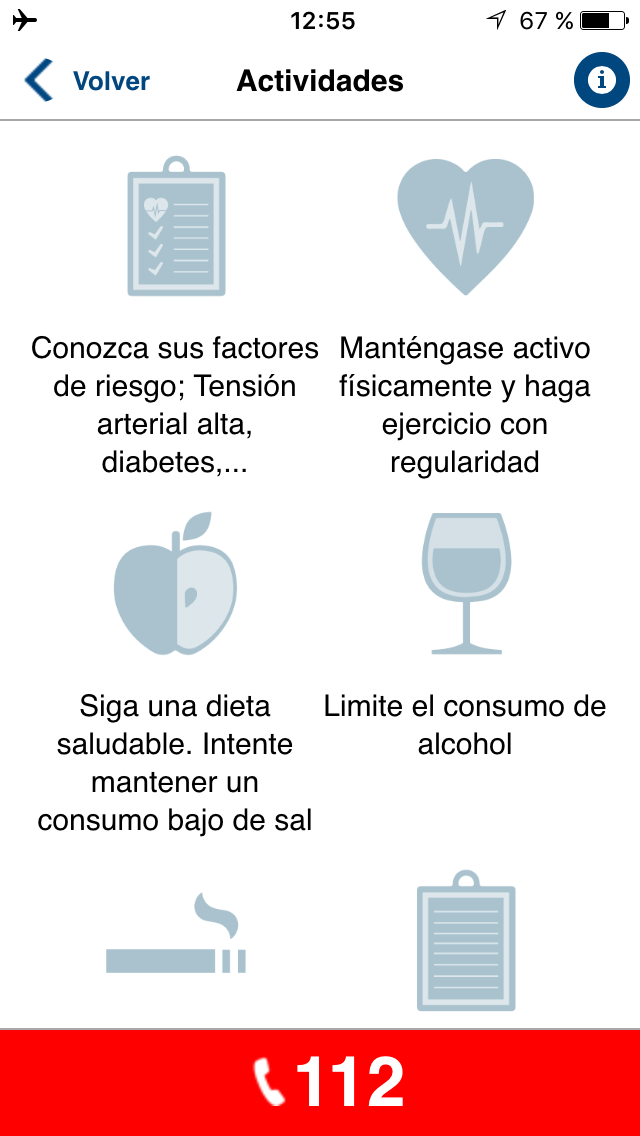 12:55
67 %
Volver
Actividades
i
Conozca sus factores
de riesgo; Tensión
arterial alta,
diabetes,...
Manténgase activo
físicamente y haga
ejercicio con
regularidad
Siga una dieta
saludable. Intente
mantener un
consumo bajo de sal
Limite el consumo de
alcohol
112